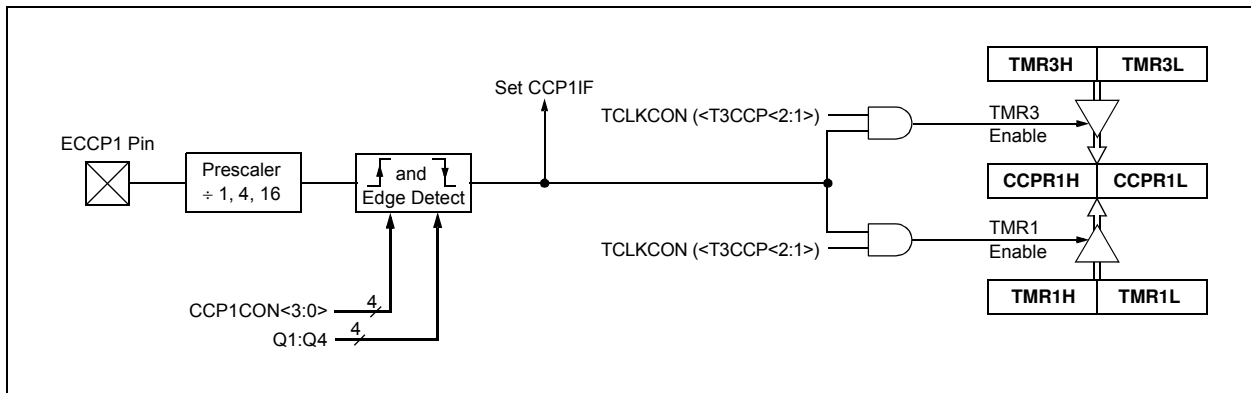 TMR3H TMR3L
Set CCP1IF
TCLKCON (<T3CCP<2:1>)
TMR3
Enable
ECCP1 Pin
Prescaler
÷ 1, 4, 16
and
Edge Detect
CCPR1H CCPR1L
TMR1
Enable
TCLKCON (<T3CCP<2:1>)
TMR1H TMR1L
4
CCP1CON<3:0>
4
Q1:Q4